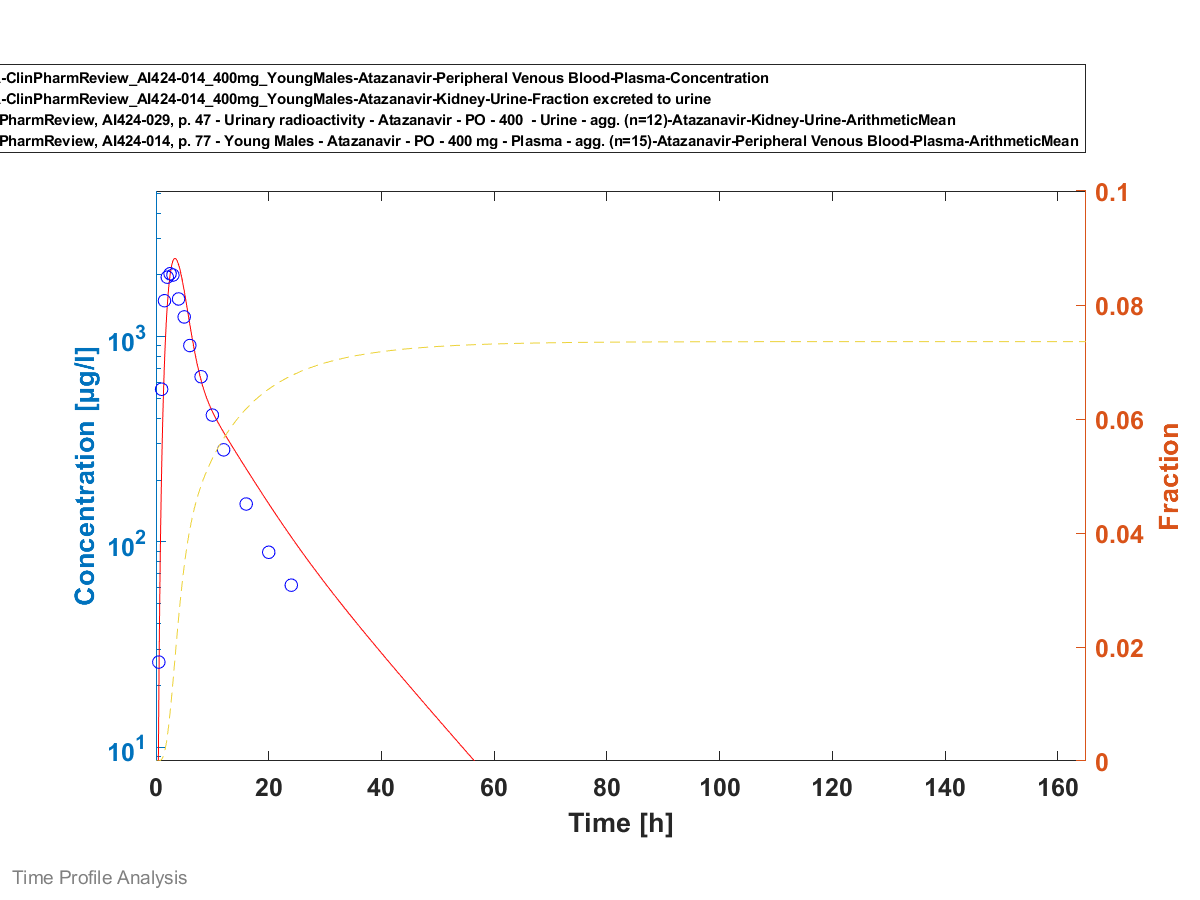 -ClinPharmReview_AI424-014_400mg_YoungMales-Atazanavir-Peripheral Venous Blood-Plasma-Concentration
-ClinPharmReview_AI424-014_400mg_YoungMales-Atazanavir-Kidney-Urine-Fraction excreted to urine
PharmReview, AI424-029, p. 47 - Urinary radioactivity - Atazanavir - PO - 400 - Urine - agg. (n=12)-Atazanavir-Kidney-Urine-ArithmeticMean
PharmReview, AI424-014, p. 77 - Young Males - Atazanavir - PO - 400 mg - Plasma - agg. (n=15)-Atazanavir-Peripheral Venous Blood-Plasma-ArithmeticMean
0.1
0.08
10³
0.06
Concentration [µg/l]
Fraction
10²
0.04
0.02
10¹
0
0 20 40 60 80 100 120 140 160
Time [h]
Time Profile Analysis